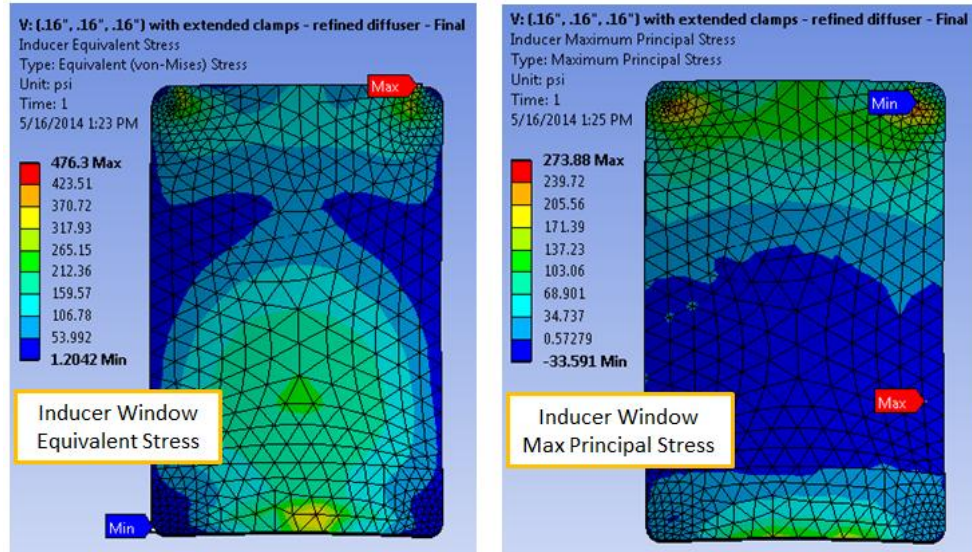 V: (.16", .16", .16") with extended clamps - refined diffuser - Final
Inducer Equivalent Stress
Type: Equivalent (von-Mises) Stress
Unit: psi
Time: 1
5/16/2014 1:23 PM
Max
476.3 Max
423.51
370.72
317.93
265.15
212.36
159.57
106.78
53.992
1.2042 Min
Inducer Window
Equivalent Stress
Min
V: (.16", .16", .16") with extended clamps - refined diffuser - Final
Inducer Maximum Principal Stress
Type: Maximum Principal Stress
Unit: psi
Time: 1
5/16/2014 1:25 PM
Min
273.88 Max
239.72
205.56
171.39
137.23
103.06
68.901
34.737
0.57279
-33.591 Min
Max
Inducer Window
Max Principal Stress